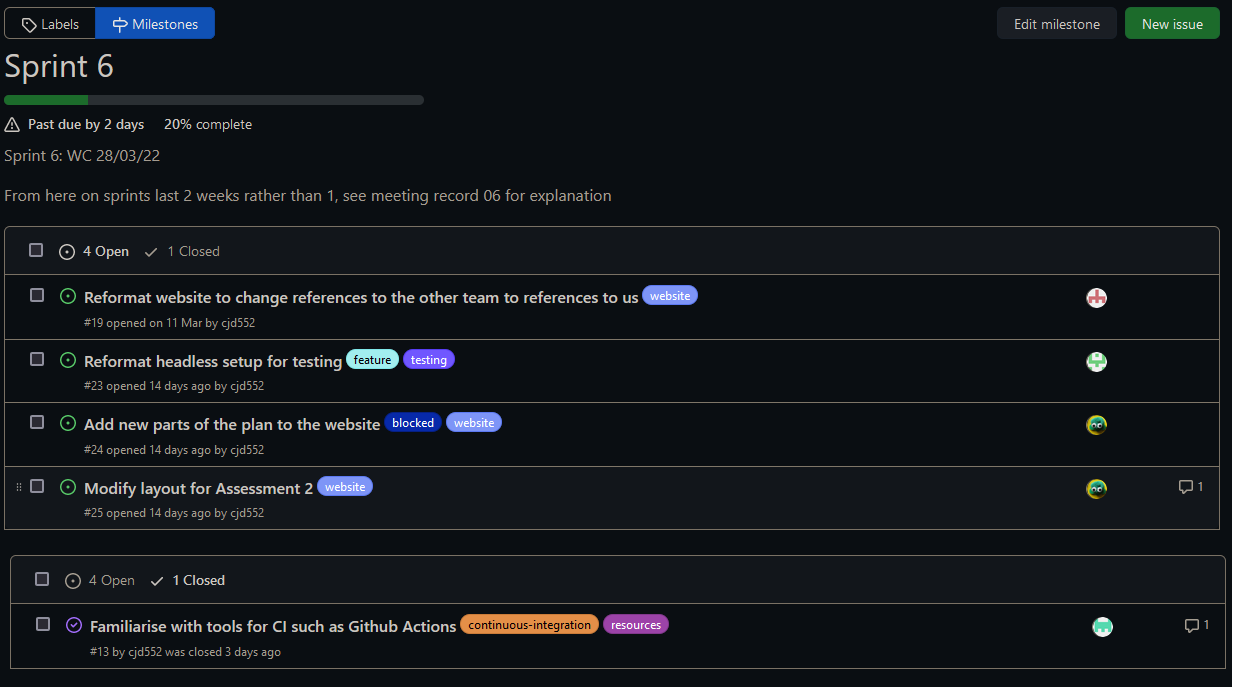 Labels Milestones Edit milestone New issue
Sprint 6
Past due by 2 days 20% complete
Sprint 6: WC 28/03/22
From here on sprints last 2 weeks rather than 1, see meeting record 06 for explanation
4 Open 1 Closed
Reformat website to change references to the other team to references to us website
#19 opened on 11 Mar by cjd552
Reformat headless setup for testing feature testing
#23 opened 14 days ago by cjd552
Add new parts of the plan to the website blocked website
#24 opened 14 days ago by cjd552
Modify layout for Assessment 2 website 1
#25 opened 14 days ago by cjd552
4 Open 1 Closed
Familiarise with tools for CI such as Github Actions continuous-integration resources 1
#13 by cjd552 was closed 3 days ago